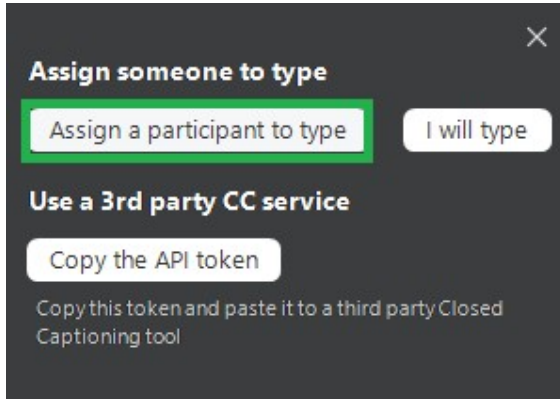 Assign someone to type
Assign a participant to type
I will type
Use a 3rd party CC service
Copy the API token
Copy this token and paste it to a third party Closed
Captioning tool